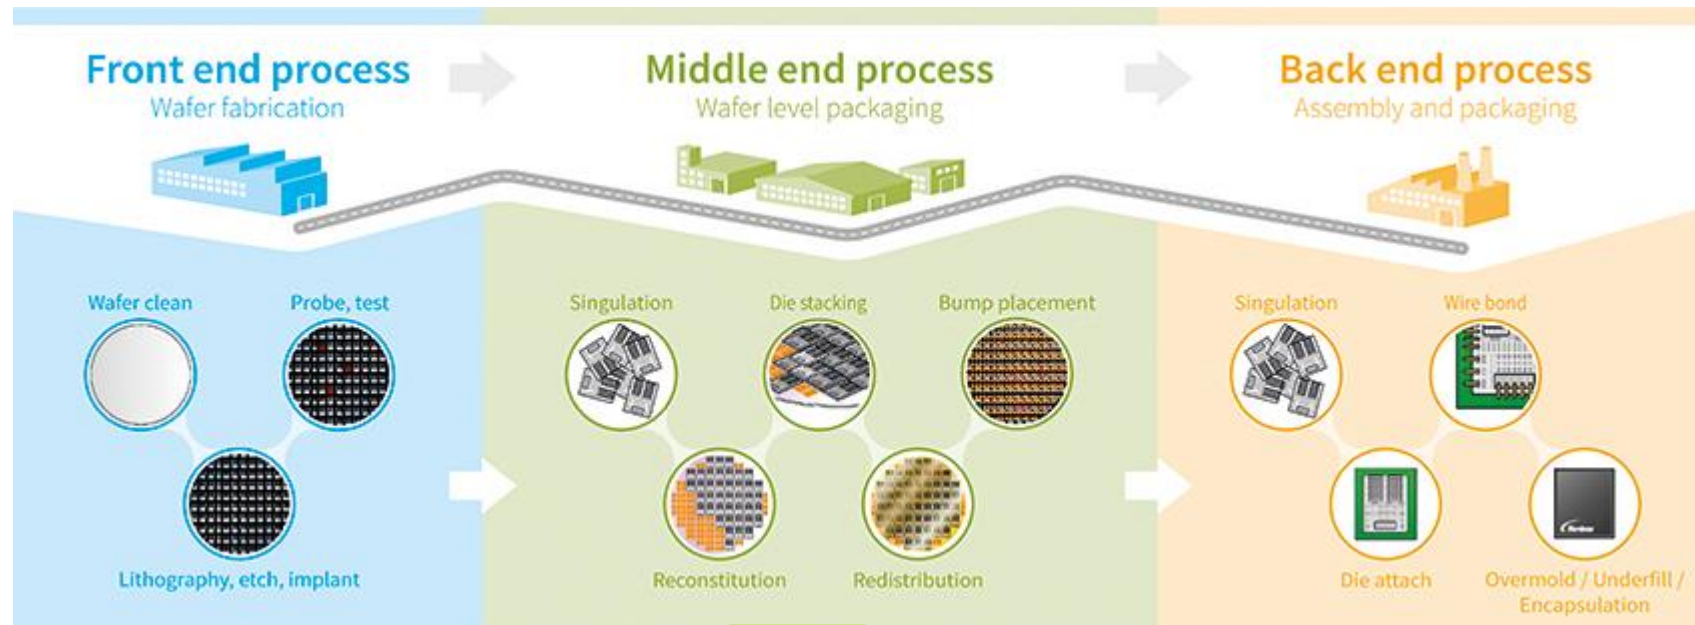 Front end process
Wafer fabrication
Middle end process
Wafer level packaging
Back end process
Assembly and packaging
Wafer clean
Probe, test
Lithography, etch, implant
Singulation
Die stacking
Bump placement
Reconstitution
Redistribution
Singulation
Wire bond
Die attach
Overmold / Underfill /
Encapsulation